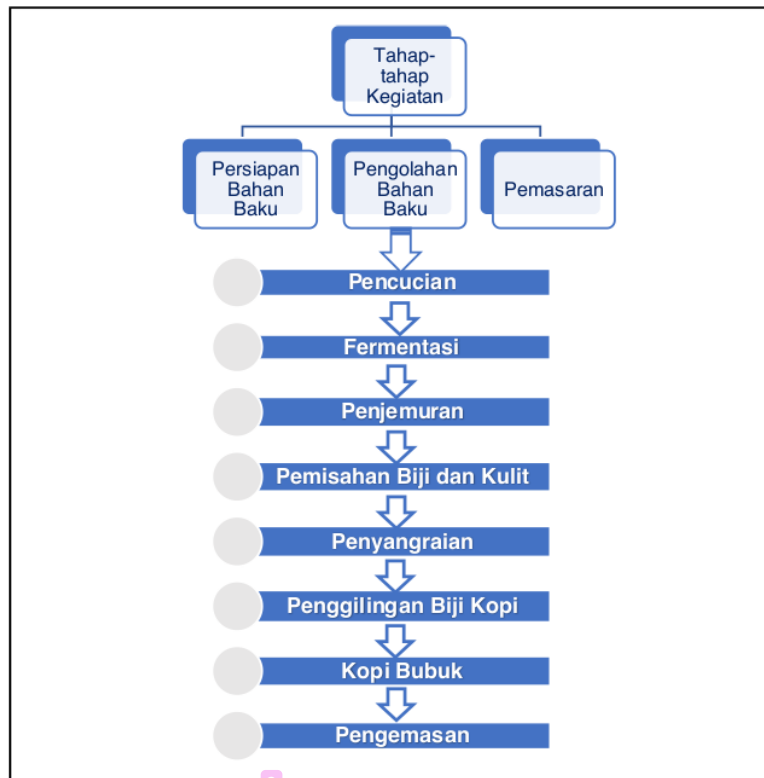 Tahap-
tahap
Kegiatan
Persiapan
Bahan
Baku
Pengolahan
Bahan
Baku
Pemasaran
Pencucian
Fermentasi
Penjemuran
Pemisahan Biji dan Kulit
Penyangraian
Penggilingan Biji Kopi
Kopi Bubuk
Pengemasan